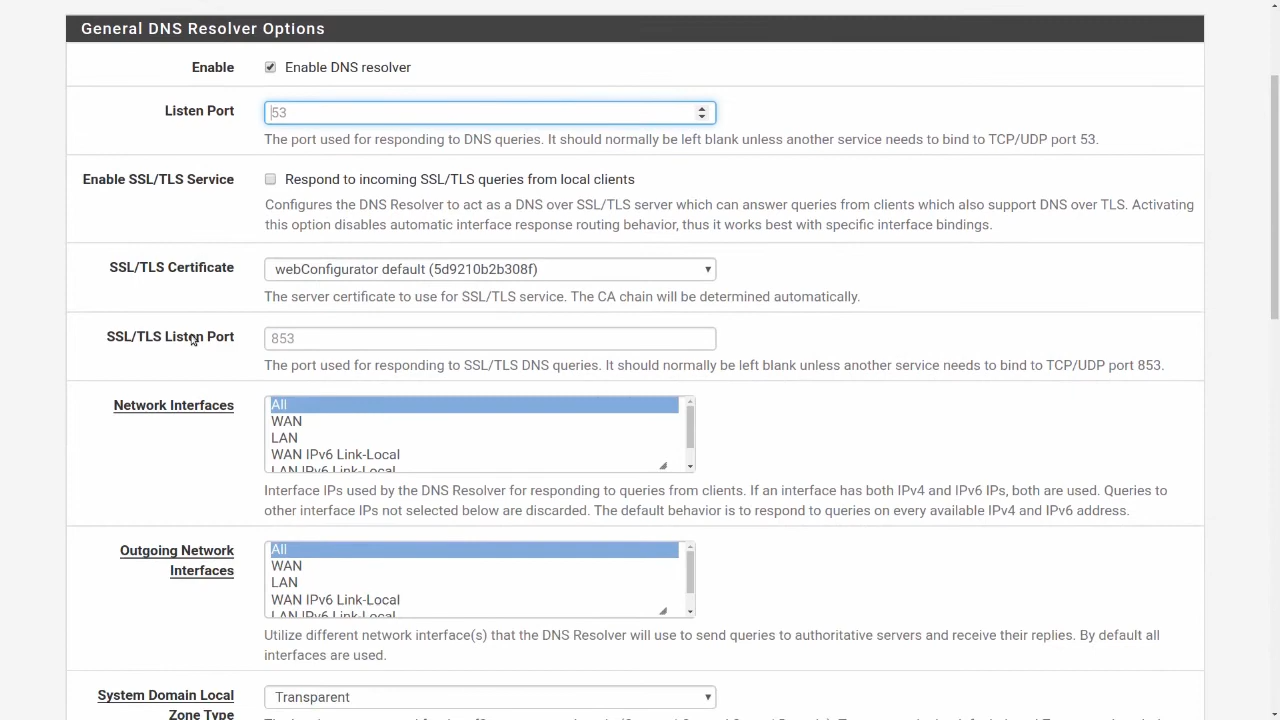 General DNS Resolver Options
Enable
Enable DNS resolver
Listen Port
53
The port used for responding to DNS queries. It should normally be left blank unless another service needs to bind to TCP/UDP port 53.
Enable SSL/TLS Service
Respond to incoming SSL/TLS queries from local clients
Configures the DNS Resolver to act as a DNS over SSL/TLS server which can answer queries from clients which also support DNS over TLS. Activating
this option disables automatic interface response routing behavior, thus it works best with specific interface bindings.
SSL/TLS Certificate
webConfigurator default (5d9210b2b308f)
The server certificate to use for SSL/TLS service. The CA chain will be determined automatically.
SSL/TLS Listen Port
853
The port used for responding to SSL/TLS DNS queries. It should normally be left blank unless another service needs to bind to TCP/UDP port 853.
Network Interfaces
All
WAN
LAN
WAN IPv6 Link-Local
LAN IPv6 Link-Local
Interface IPs used by the DNS Resolver for responding to queries from clients. If an interface has both IPv4 and IPv6 IPs, both are used. Queries to
other interface IPs not selected below are discarded. The default behavior is to respond to queries on every available IPv4 and IPv6 address.
Outgoing Network
Interfaces
All
WAN
LAN
WAN IPv6 Link-Local
LAN IPv6 Link-Local
Utilize different network interface(s) that the DNS Resolver will use to send queries to authoritative servers and receive their replies. By default all
interfaces are used.
System Domain Local
Zone Type
Transparent